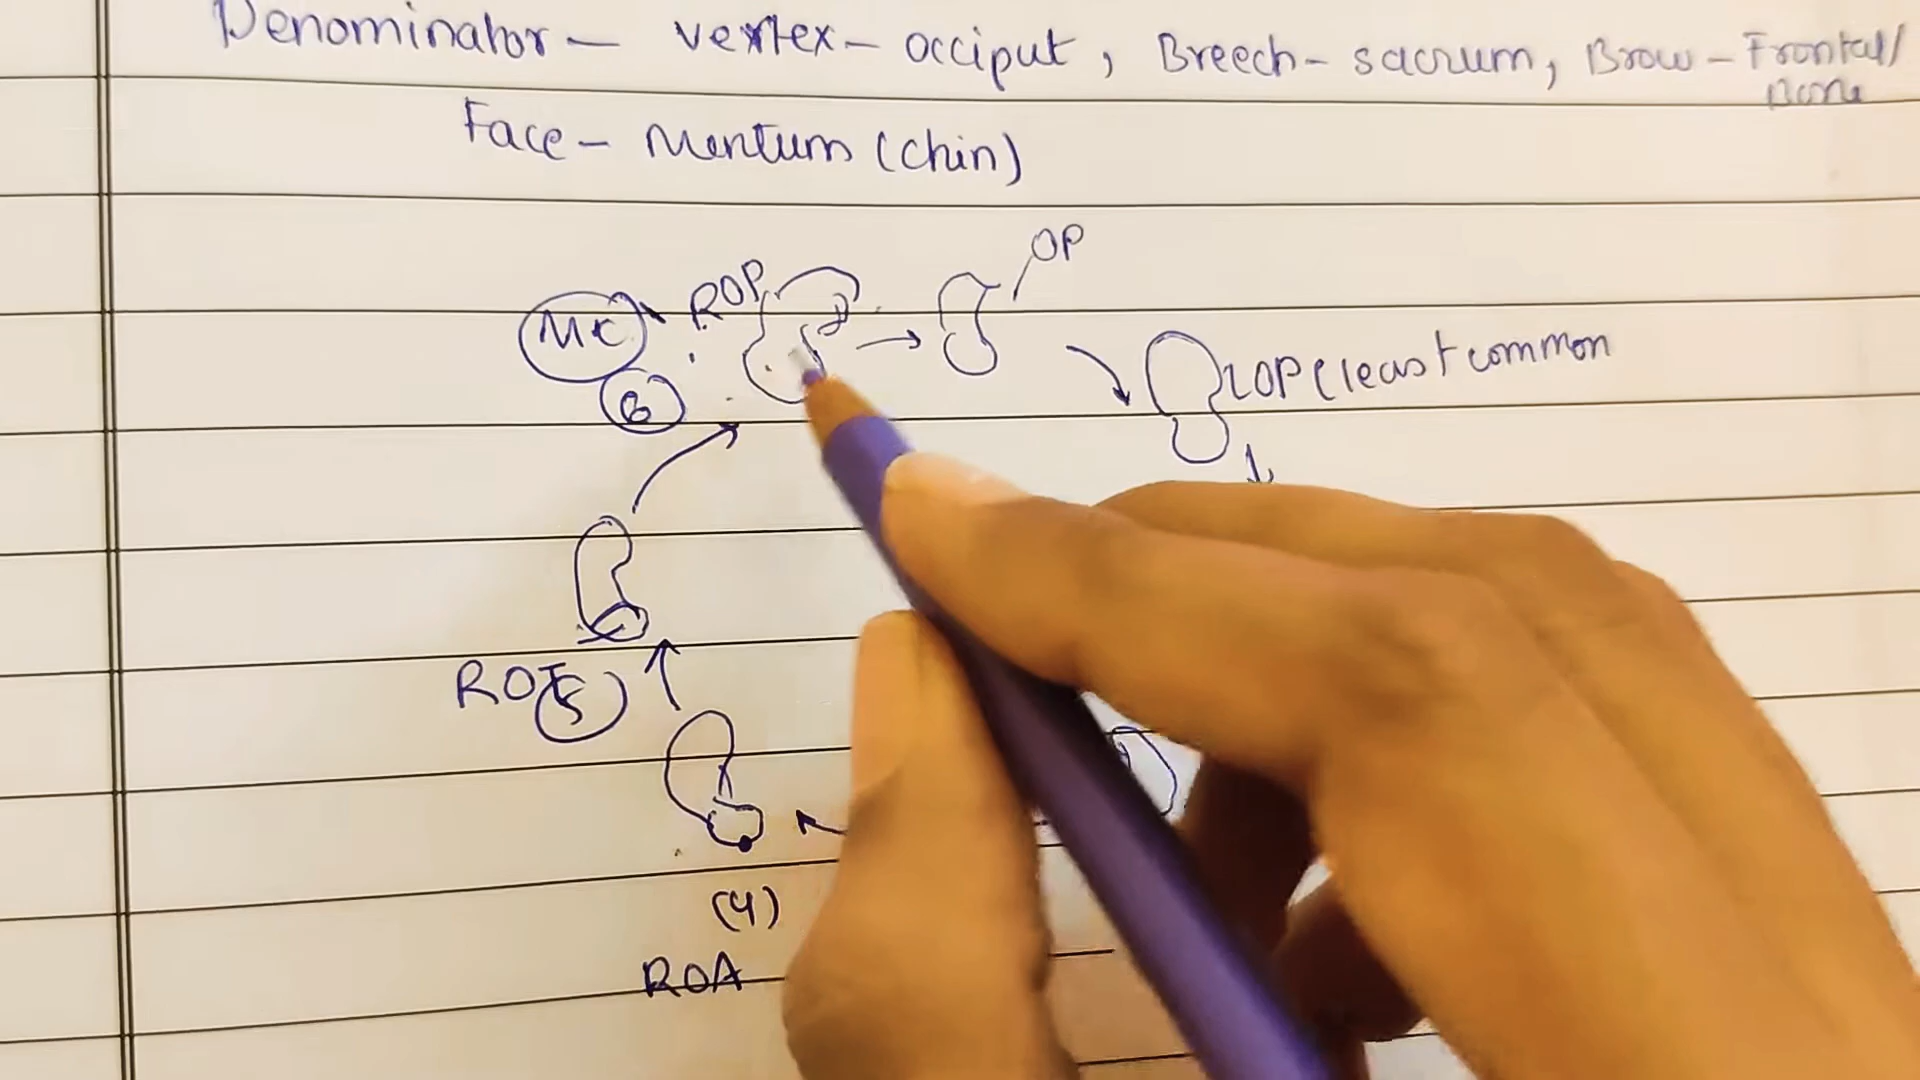 Denominator - vertex - occiput , Breech - sacrum, Brow - Frontal/
Face - Mentum (chin)
OP
ROP
MC
LOP (least common
6
ROT
5
(4)
ROA